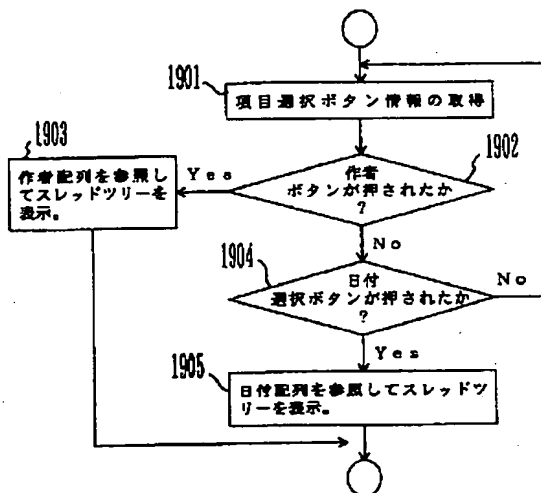 1901
項目選択ボタン情報の取得
1902
作者
ボタンが押されたか
?
Yes
1903
作者配列を参照し
てスレッドツリーを
表示。
No
1904
日付
選択ボタンが押されたか
?
No
Yes
1905
日付配列を参照してスレッドツ
リーを表示。